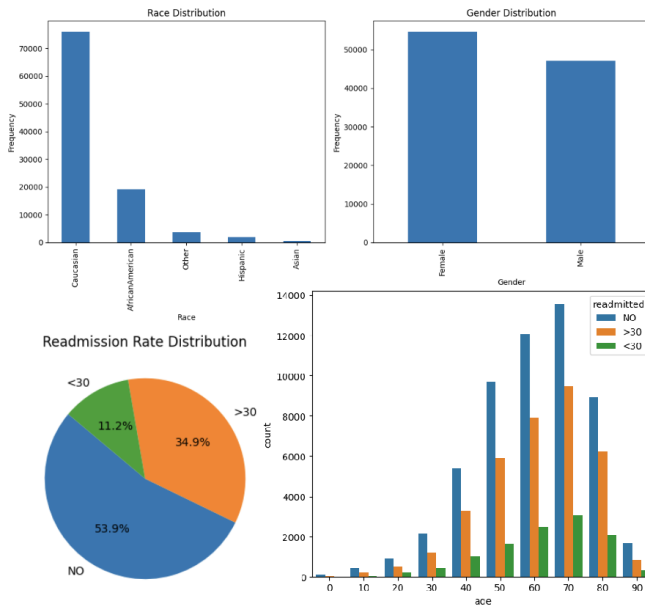 Race Distribution
70000
60000
50000
40000
30000
20000
10000
0
Frequency
Caucasian
AfricanAmerican
Other
Hispanic
Asian
Race
Gender Distribution
50000
40000
30000
20000
10000
0
Frequency
Female
Male
Gender
Readmission Rate Distribution
<30
11.2%
>30
34.9%
53.9%
NO
14000
12000
10000
8000
6000
4000
2000
0
count
readmitted
NO
>30
<30
0 10 20 30 40 50 60 70 80 90
age